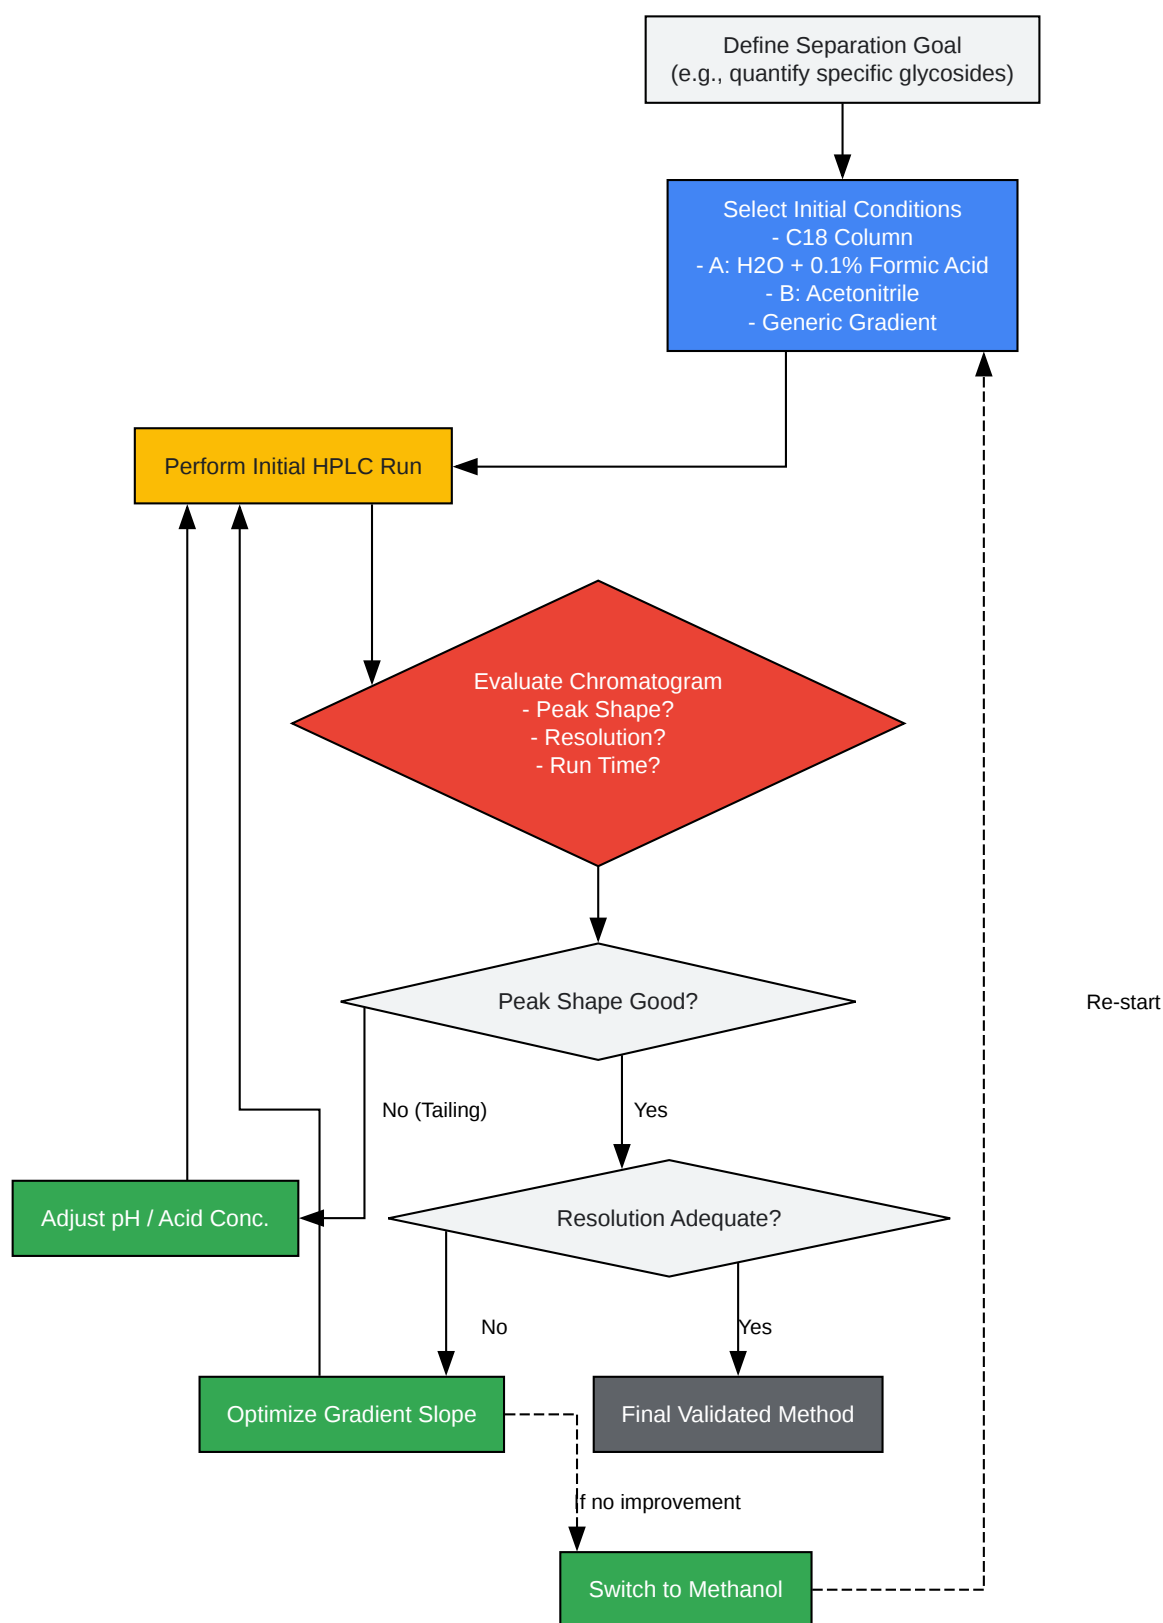 Define Separation Goal
(e.g., quantify specific glycosides)
Select Initial Conditions
- C18 Column
- A: H2O + 0.1% Formic Acid
- B: Acetonitrile
- Generic Gradient
Perform Initial HPLC Run
Evaluate Chromatogram
- Peak Shape?
- Resolution?
- Run Time?
Peak Shape Good?
Re-start
No (Tailing)
Yes
Adjust pH / Acid Conc.
Resolution Adequate?
No
Yes
Optimize Gradient Slope
Final Validated Method
If no improvement
Switch to Methanol